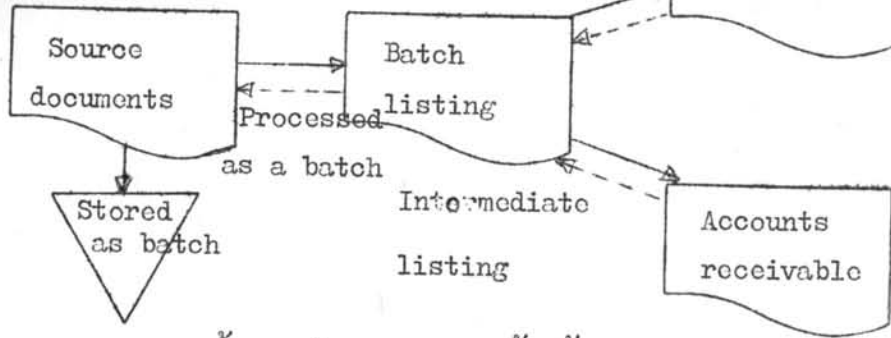 Source
documents
Batch
listing
Processed
as a batch
Stored
as batch
Intermediate
listing
Accounts
receivable